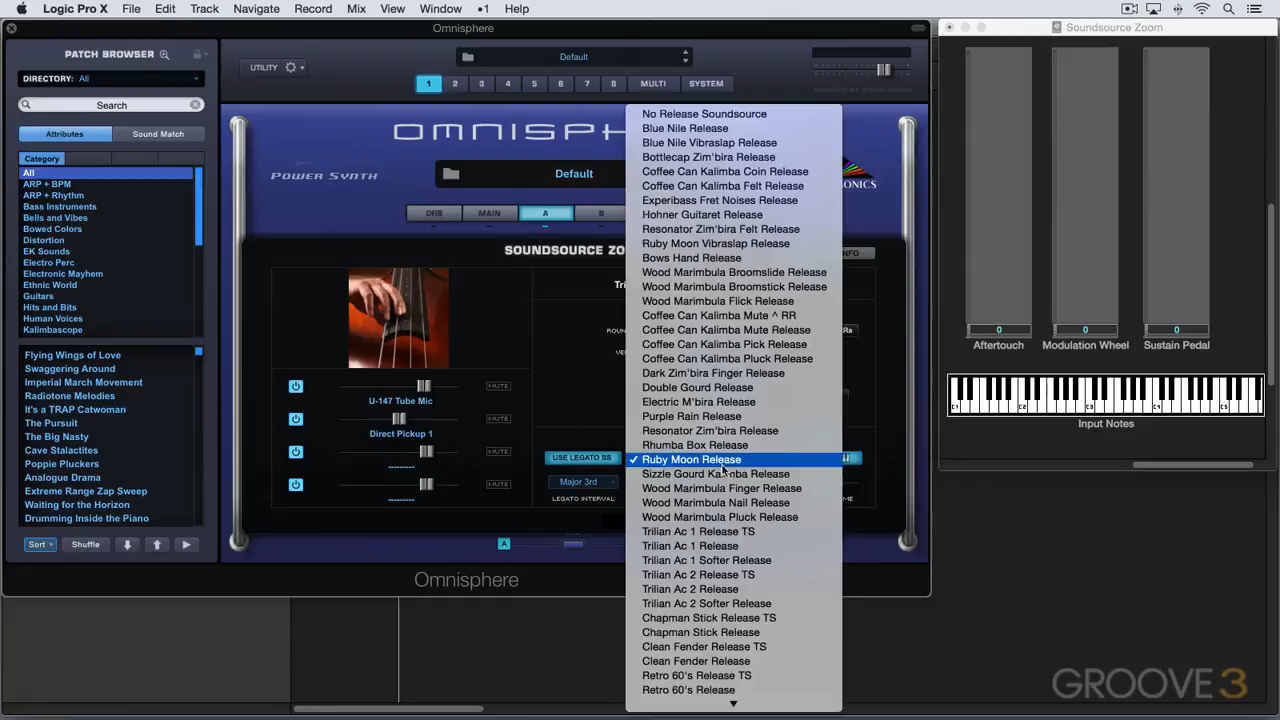 Logic Pro X File Edit Track Navigate Record Mix View Window •1 Help
Omnisphere
Soundsource Zoom
PATCH BROWSER
DIRECTORY: All
Search
Attributes Sound Match
Category
All
ARP + BPM
ARP + Rhythm
Bass Instruments
Bells and Vibes
Bowed Colors
Distortion
EK Sounds
Electro Perc
Electronic Mayhem
Ethnic World
Guitars
Hits and Bits
Human Voices
Kalimbascope
Flying Wings of Love
Swaggering Around
Imperial March Movement
Radiotone Melodies
It's a TRAP Catwoman
The Pursuit
The Big Nasty
Cave Stalactites
Poppie Pluckers
Analogue Drama
Extreme Range Zap Sweep
Waiting for the Horizon
Drumming Inside the Piano
Sort Shuffle
UTILITY
Default
1 2 3 4 5 6 7 8 MULTI SYSTEM
OMNISPH
POWER SYNTH
Default
ORB MAIN A B
SOUNDSOURCE ZO
Tri
ROUN
VE
U-147 Tube Mic
MUTE
Direct Pickup 1
MUTE
---------
MUTE
---------
MUTE
USE LEGATO SS
Major 3rd
LEGATO INTERVAL
A
Omnisphere
No Release Soundsource
Blue Nile Release
Blue Nile Vibraslap Release
Bottlecap Zim'bira Release
Coffee Can Kalimba Coin Release
Coffee Can Kalimba Felt Release
Experibass Fret Noises Release
Hohner Guitaret Release
Resonator Zim'bira Felt Release
Ruby Moon Vibraslap Release
Bows Hand Release
Wood Marimbula Broomslide Release
Wood Marimbula Broomstick Release
Wood Marimbula Flick Release
Coffee Can Kalimba Mute ^ RR
Coffee Can Kalimba Mute Release
Coffee Can Kalimba Pick Release
Coffee Can Kalimba Pluck Release
Dark Zim'bira Finger Release
Double Gourd Release
Electric M'bira Release
Purple Rain Release
Resonator Zim'bira Release
Rhumba Box Release
✓ Ruby Moon Release
Sizzle Gourd Kalimba Release
Wood Marimbula Finger Release
Wood Marimbula Nail Release
Wood Marimbula Pluck Release
Trilian Ac 1 Release TS
Trilian Ac 1 Release
Trilian Ac 1 Softer Release
Trilian Ac 2 Release TS
Trilian Ac 2 Release
Trilian Ac 2 Softer Release
Chapman Stick Release TS
Chapman Stick Release
Clean Fender Release TS
Clean Fender Release
Retro 60's Release TS
Retro 60's Release
ONICS
NFO
Rs
ME
0 0 0
Aftertouch Modulation Wheel Sustain Pedal
C1 C2 C3 C4 C5
Input Notes
GROOVE 3